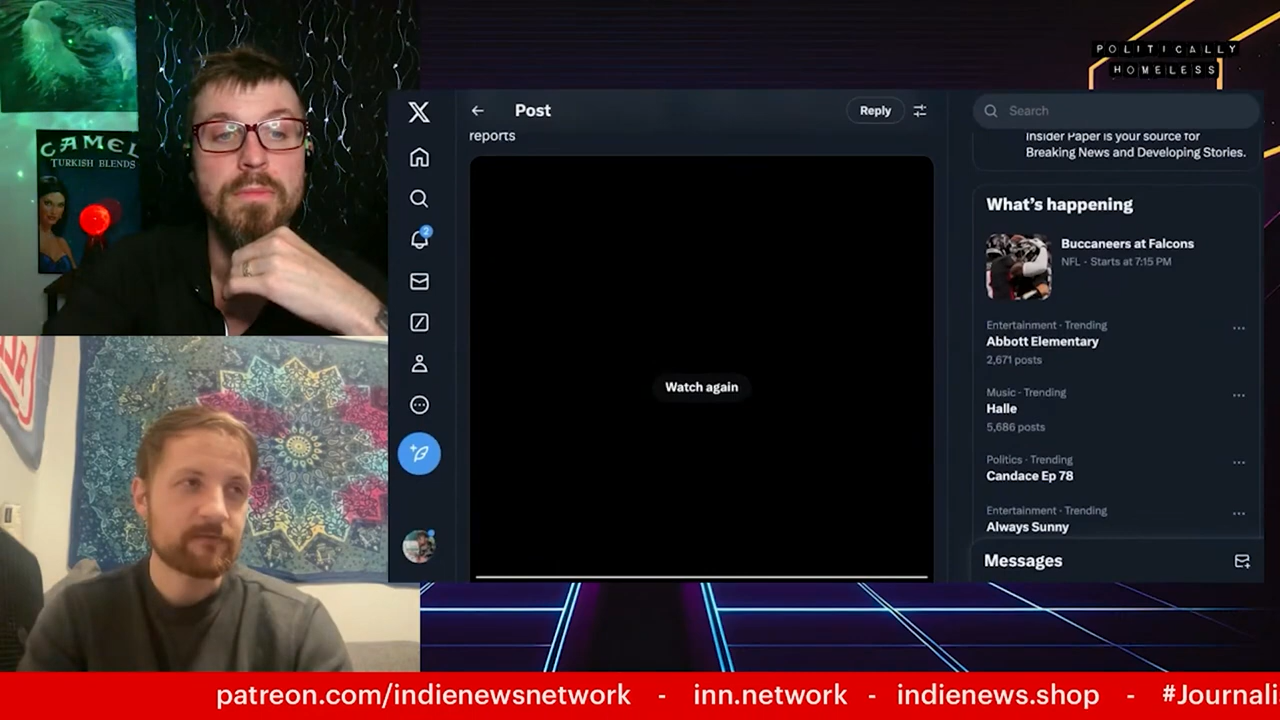 POLITICALLY
HOMELESS
CAMEL
TURKISH BLENDS
Post
Reply
reports
Watch again
2
Search
Insider Paper is your source for
Breaking News and Developing Stories.
What's happening
Buccaneers at Falcons
NFL · Starts at 7:15 PM
Entertainment · Trending
Abbott Elementary
2,671 posts
Music · Trending
Halle
5,686 posts
Politics · Trending
Candace Ep 78
Entertainment · Trending
Always Sunny
Messages
patreon.com/indienewsnetwork - inn.network - indienews.shop - #Journali